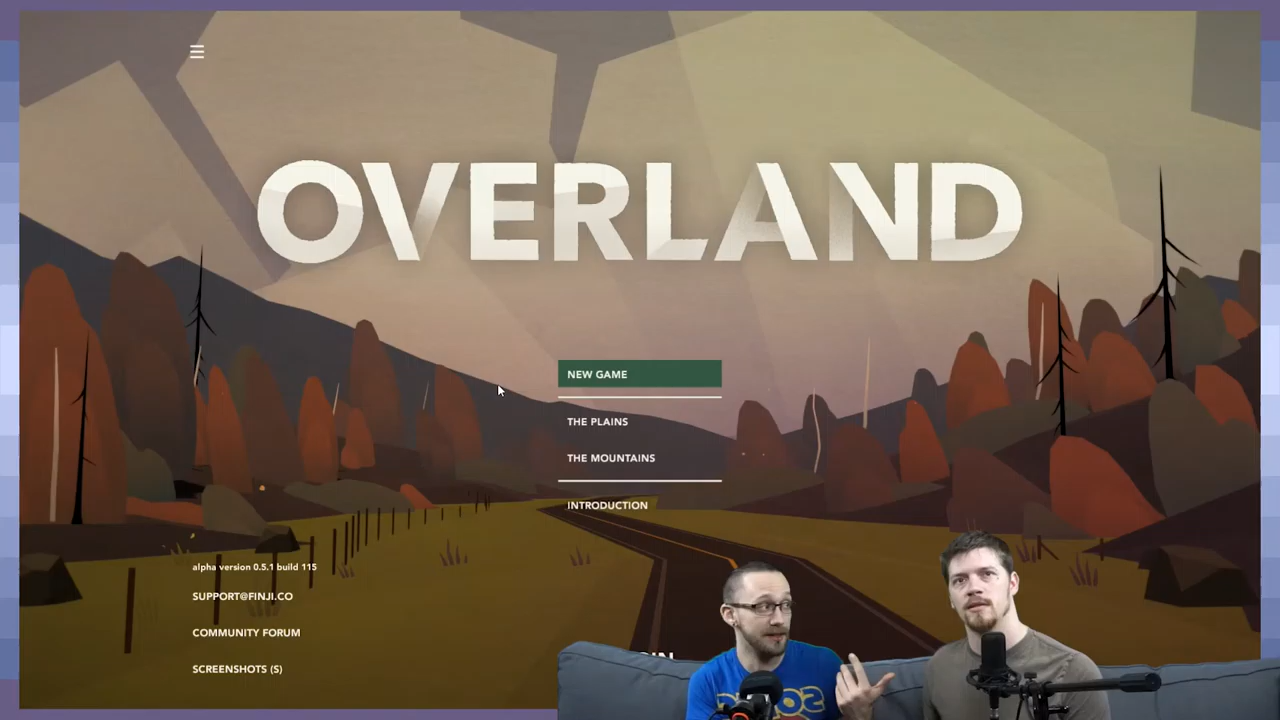 OVERLAND
NEW GAME
THE PLAINS
THE MOUNTAINS
INTRODUCTION
alpha version 0.5.1 build 115
SUPPORT@FINJI.CO
COMMUNITY FORUM
SCREENSHOTS (S)